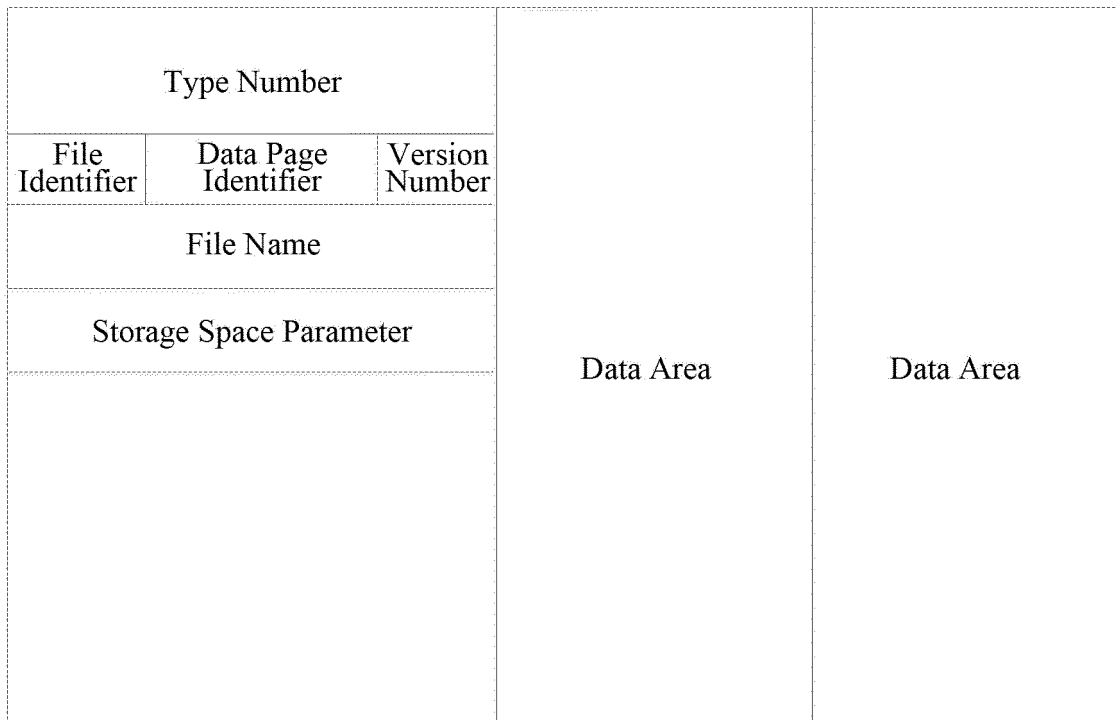 Type Number
File
Identifier
Data Page
Identifier
Version
Number
File Name
Storage Space Parameter
Data Area
Data Area